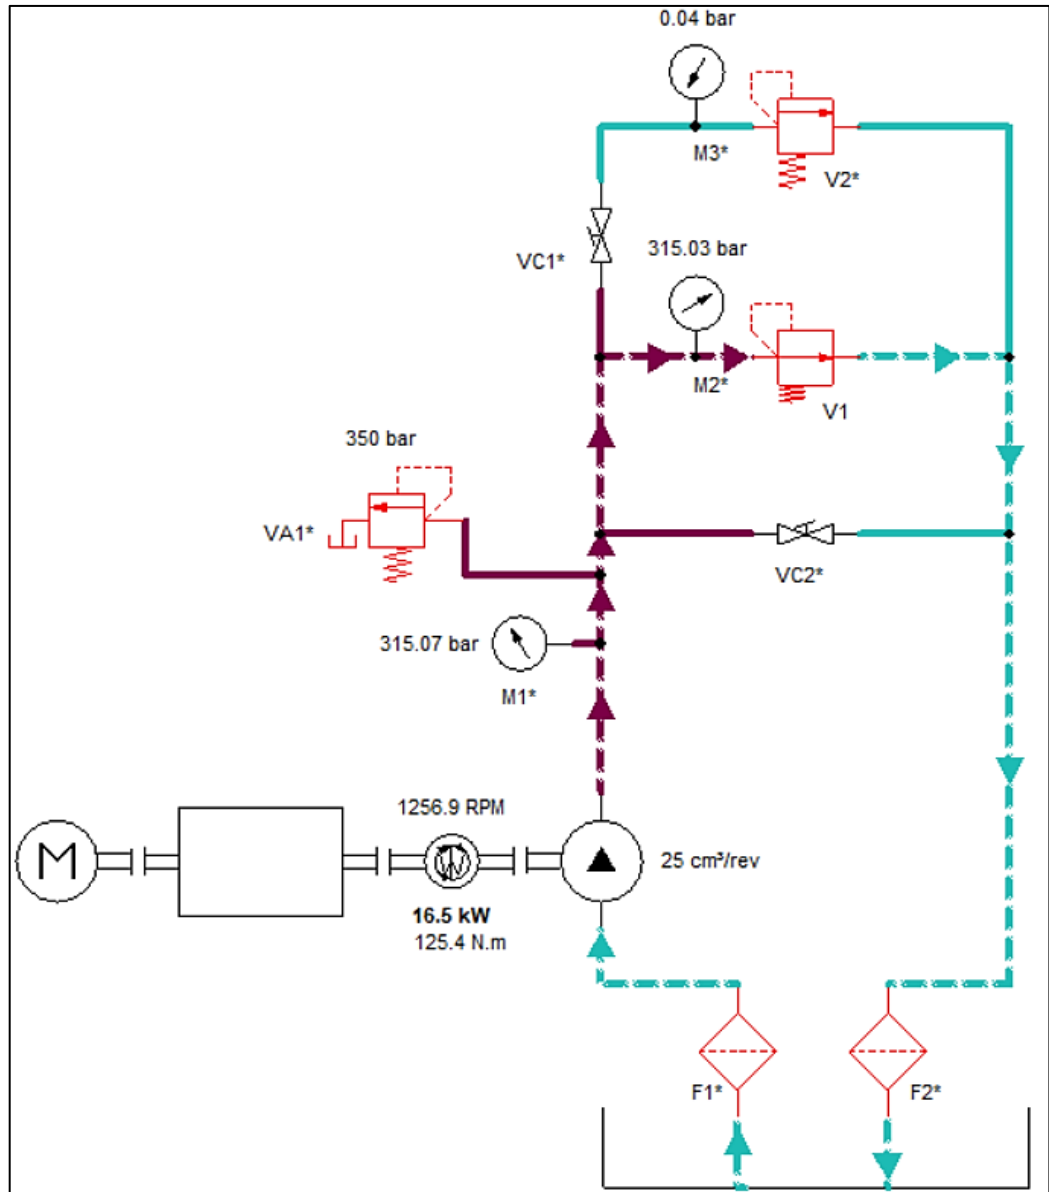 0.04 bar
M3*
V2*
VC1*
315.03 bar
M2*
V1
350 bar
VA1*
VC2*
315.07 bar
M1*
1256.9 RPM
M
25 cm³/rev
16.5 kW
125.4 N.m
F1*
F2*